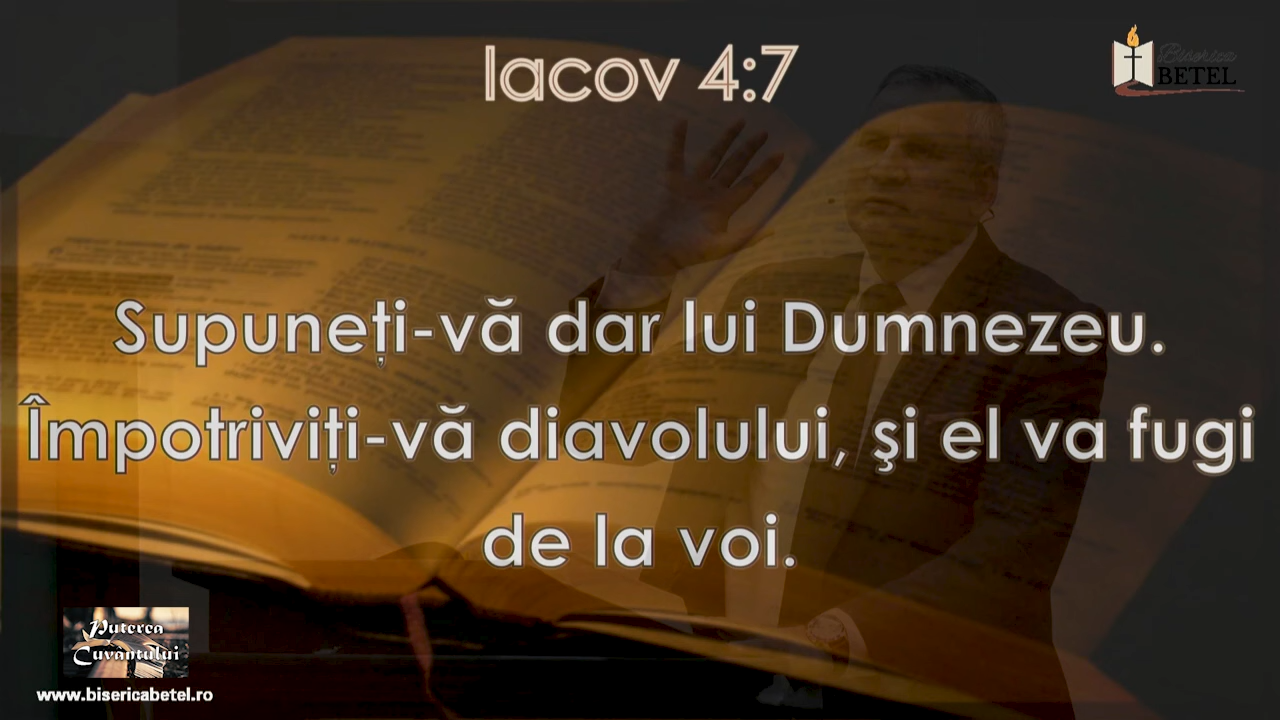 Iacov 4:7
Biserica
BETEL
Supuneți-vă dar lui Dumnezeu.
Împotriviți-vă diavolului, şi el va fugi
de la voi.
Puterea
Cuvântului
www.bisericabetel.ro